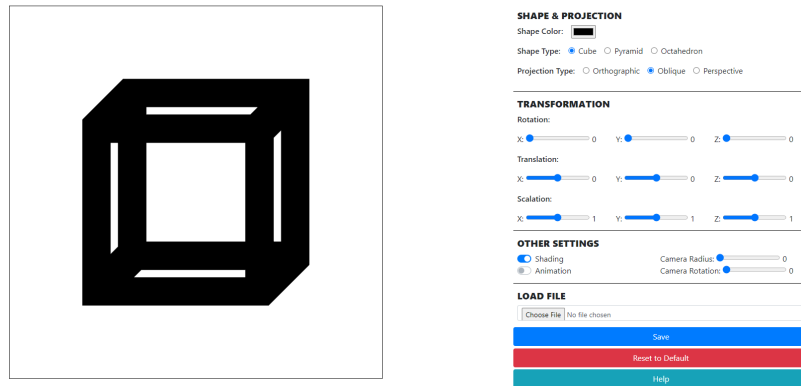 SHAPE & PROJECTION
Shape Color:
Shape Type: Cube Pyramid Octahedron
Projection Type: Orthographic Oblique Perspective
TRANSFORMATION
Rotation:
X: 0 Y: 0 Z: 0
Translation:
X: 0 Y: 0 Z: 0
Scalation:
X: 1 Y: 1 Z: 1
OTHER SETTINGS
Shading Camera Radius: 0
Animation Camera Rotation: 0
LOAD FILE
Choose File No file chosen
Save
Reset to Default
Help